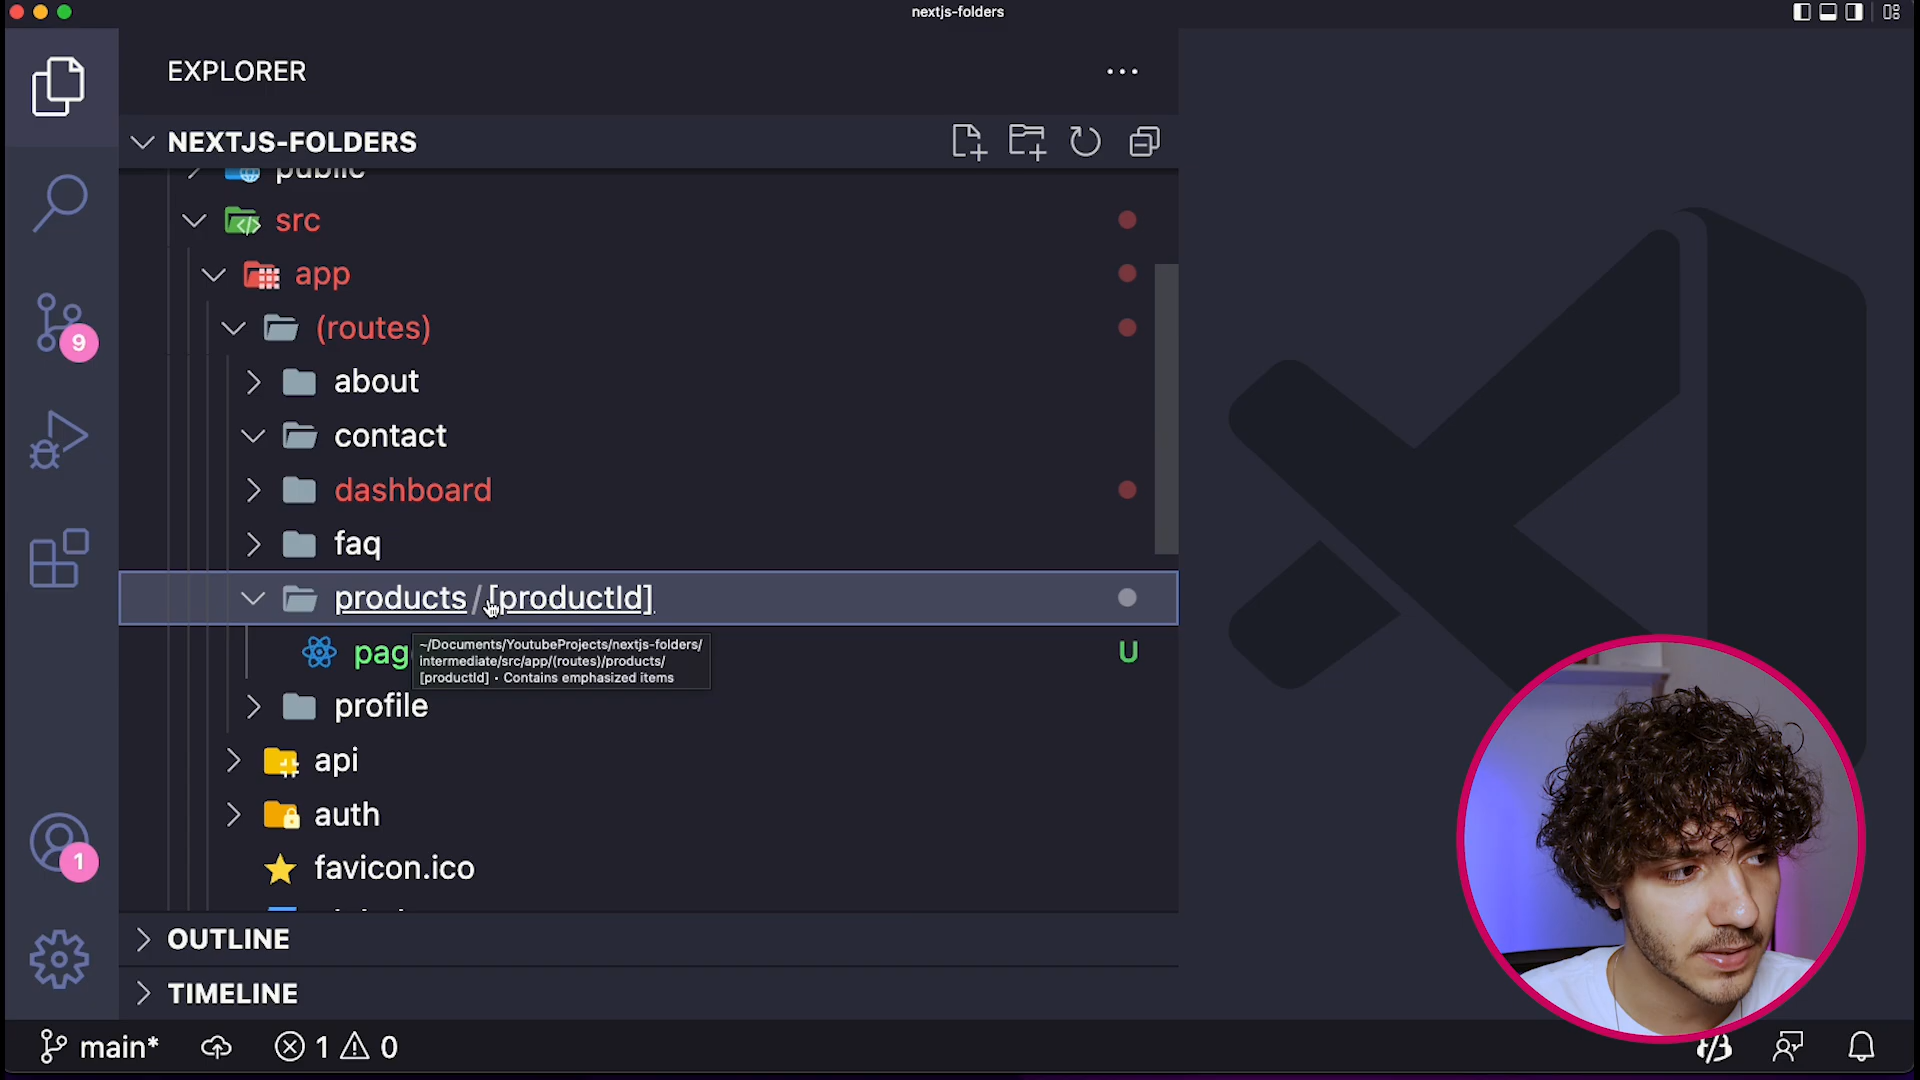 nextjs-folders
EXPLORER
NEXTJS-FOLDERS
public
src
app
(routes)
about
contact
dashboard
faq
products / [productId]
pag
U
~/Documents/YoutubeProjects/nextjs-folders/
intermediate/src/app/(routes)/products/
[productId] • Contains emphasized items
profile
api
auth
favicon.ico
OUTLINE
TIMELINE
9
1
main*
1
0